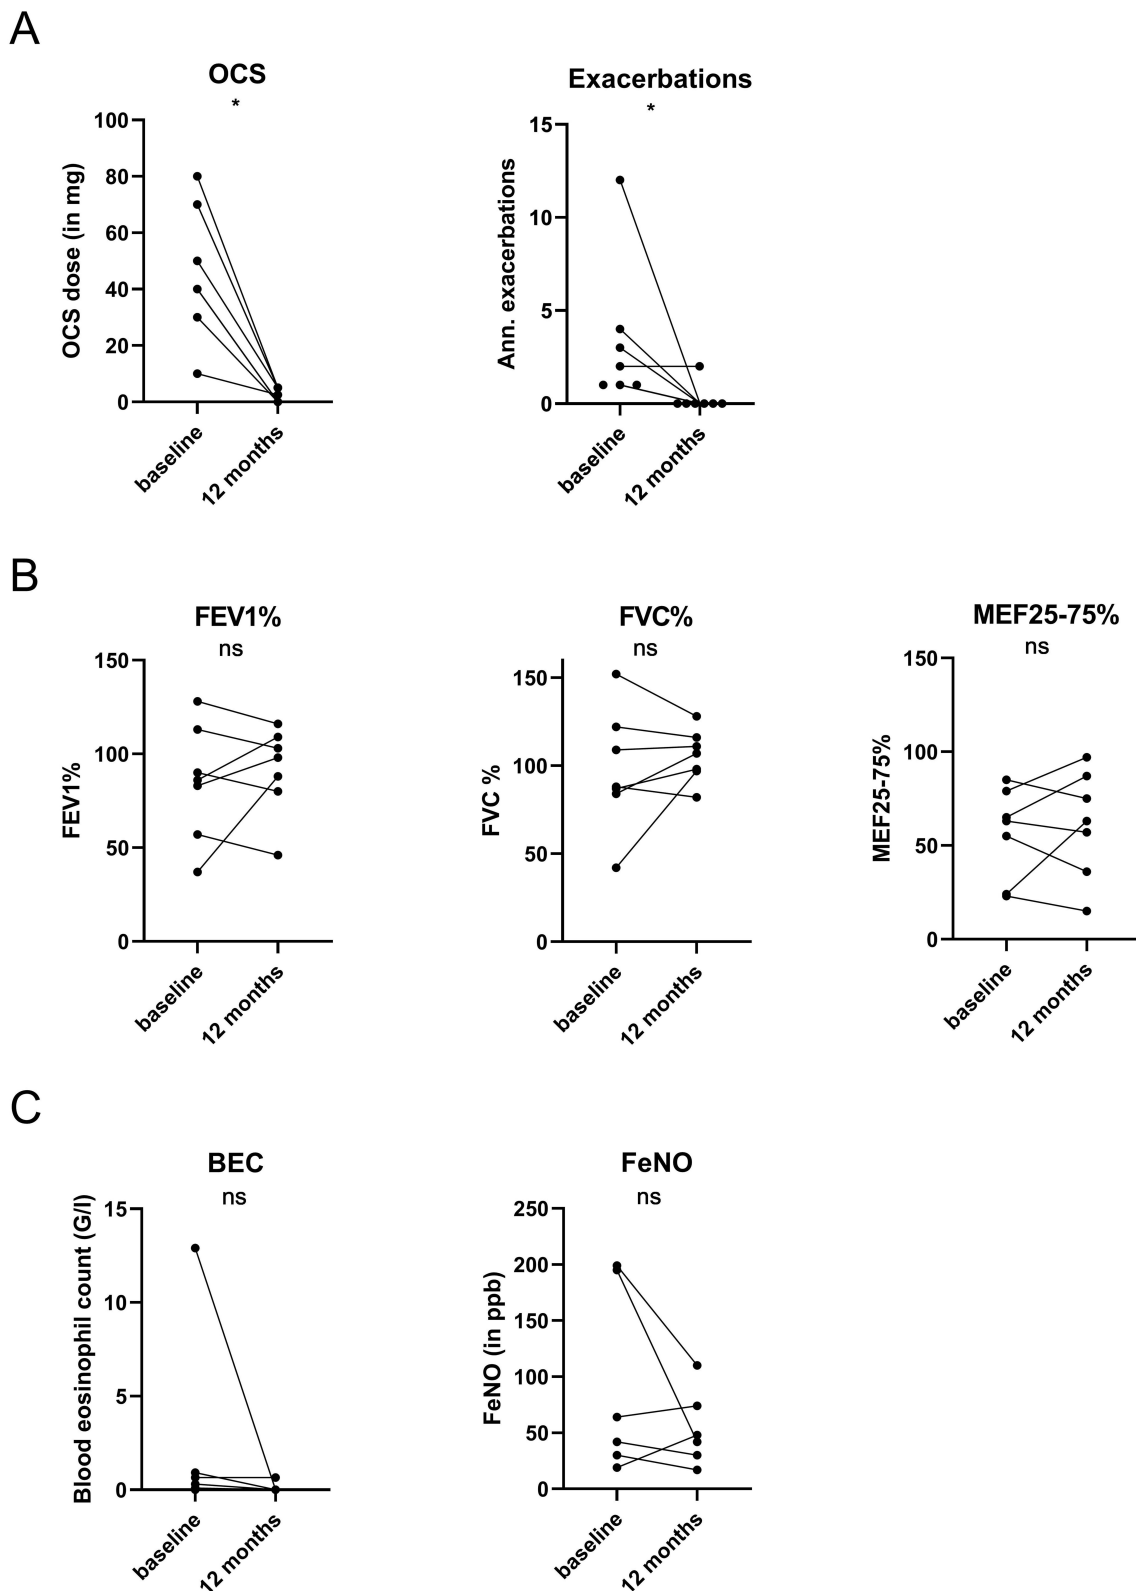 A
OCS
*
OCS dose (in mg)
100
80
60
40
20
0
baseline
12 months
Exacerbations
*
Ann. exacerbations
15
10
5
0
baseline
12 months
B
FEV1%
ns
FEV1%
150
100
50
0
baseline
12 months
FVC%
ns
FVC %
150
100
50
0
baseline
12 months
MEF25-75%
ns
MEF25-75%
150
100
50
0
baseline
12 months
C
BEC
ns
Blood eosinophil count (G/l)
15
10
5
0
baseline
12 months
FeNO
ns
FeNO (in ppb)
250
200
150
100
50
0
baseline
12 months